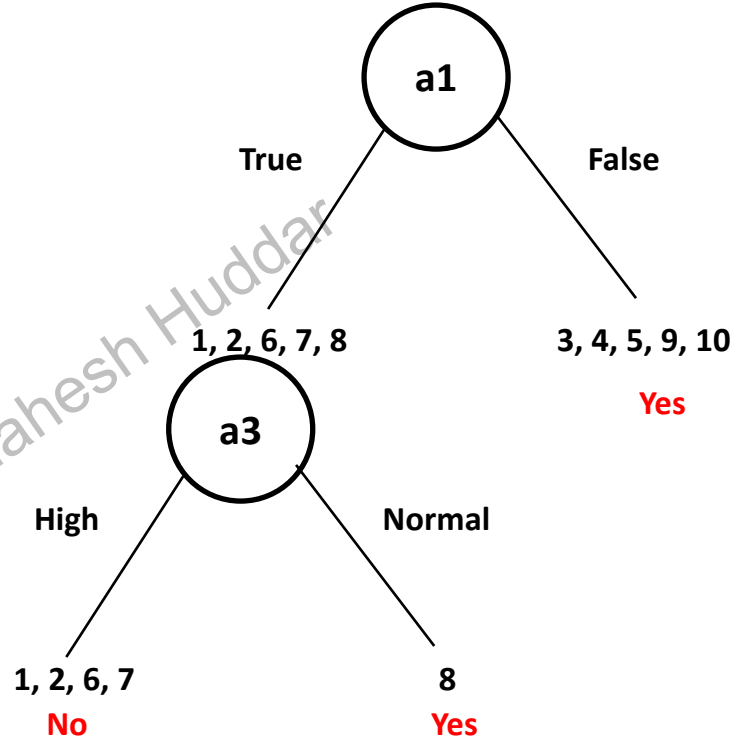 a1
True
False
1, 2, 6, 7, 8
3, 4, 5, 9, 10
Yes
a3
High
Normal
1, 2, 6, 7
8
No
Yes
ahesh Huddar